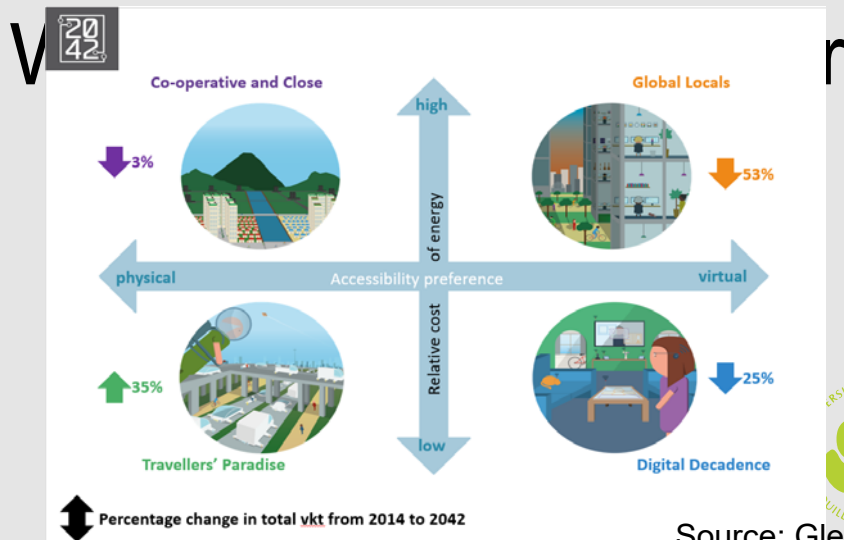 20
42
Co-operative and Close
Global Locals
high
3%
53%
of energy
physical
Accessibility preference
virtual
Relative cost
35%
25%
low
Travellers' Paradise
Digital Decadence
Percentage change in total vkt from 2014 to 2042
Source: Gle